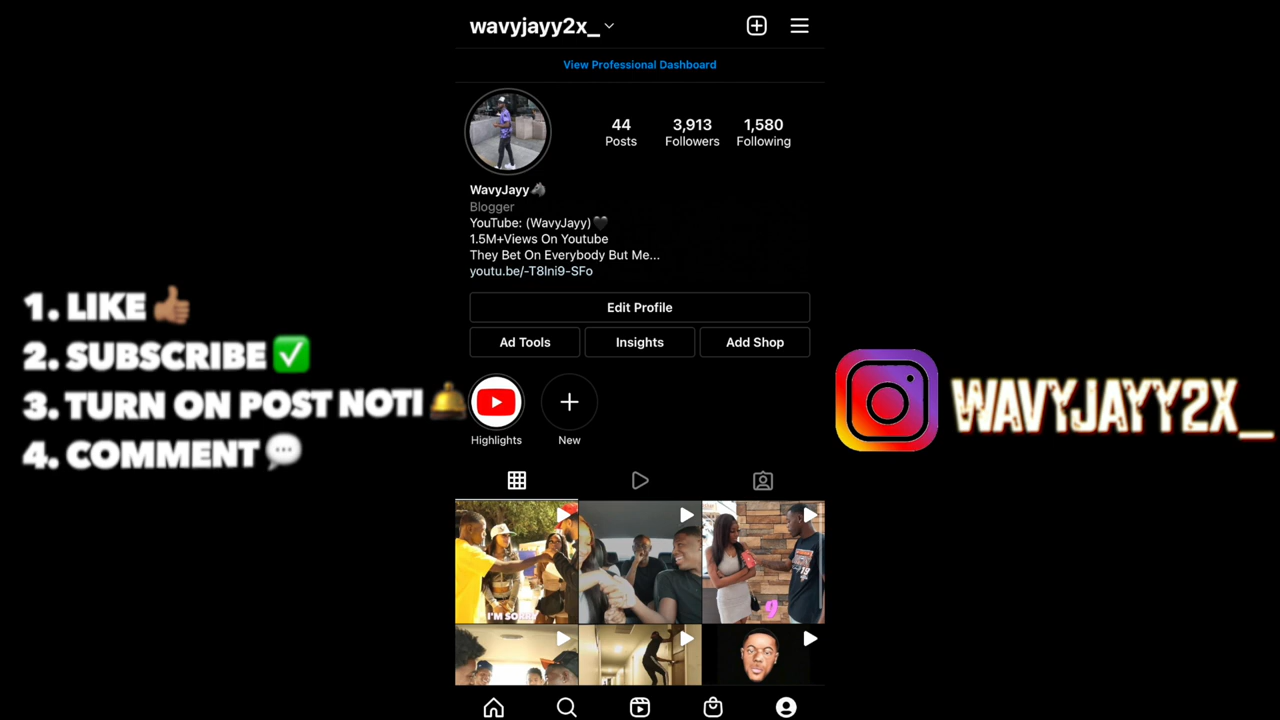 wavyjayy2x_
View Professional Dashboard
44
Posts
3,913
Followers
1,580
Following
WavyJayy🐴
Blogger
YouTube: (WavyJayy)🖤
1.5M+Views On Youtube
They Bet On Everybody But Me...
youtu.be/-T8Ini9-SFo
Edit Profile
Ad Tools
Insights
Add Shop
Highlights
New
I'M SORRY
1. LIKE 👍🏽
2. SUBSCRIBE ✅
3. TURN ON POST NOTI 🔔
4. COMMENT 💬
WAVYJAYY2X_